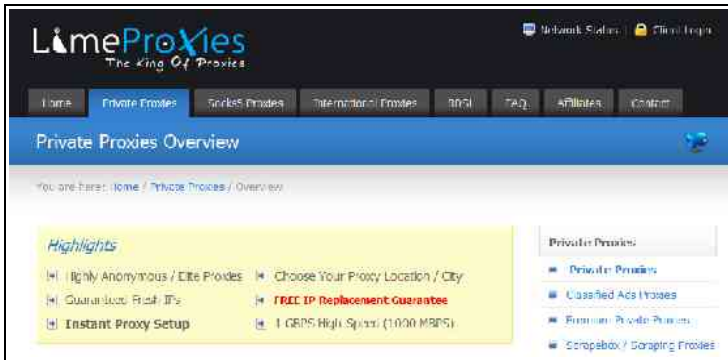 LimeProxies
The King Of Proxies
Network Status | Client Login
Home Private Proxies Socks5 Proxies International Proxies BDSL FAQ Affiliates Contact
Private Proxies Overview
You are here: Home / Private Proxies / Overview
Highlights
Highly Anonymous / Elite Proxies
Choose Your Proxy Location / City
Guaranteed Fresh IPs
FREE IP Replacement Guarantee
Instant Proxy Setup
1 GBPS High Speed (1000 MBPS)
Private Proxies
Private Proxies
Classified Ads Proxies
Premium Private Proxies
Scrapebox / Scraping Proxies